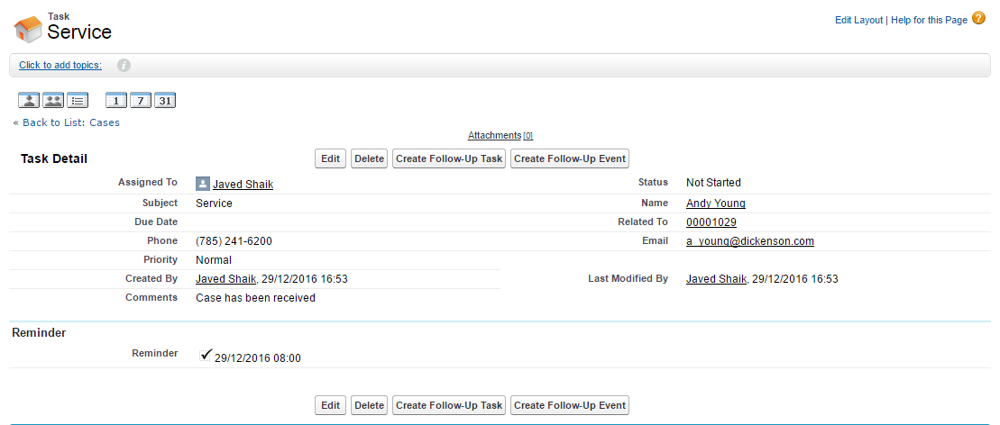 Task
Service
Edit Layout | Help for this Page ?
Click to add topics: i
1 7 31
« Back to List: Cases
Attachments [0]
Task Detail Edit Delete Create Follow-Up Task Create Follow-Up Event
Assigned To Javed Shaik Status Not Started
Subject Service Name Andy Young
Due Date Related To 00001029
Phone (785) 241-6200 Email a_young@dickenson.com
Priority Normal
Created By Javed Shaik, 29/12/2016 16:53 Last Modified By Javed Shaik, 29/12/2016 16:53
Comments Case has been received
Reminder
Reminder 29/12/2016 08:00
Edit Delete Create Follow-Up Task Create Follow-Up Event